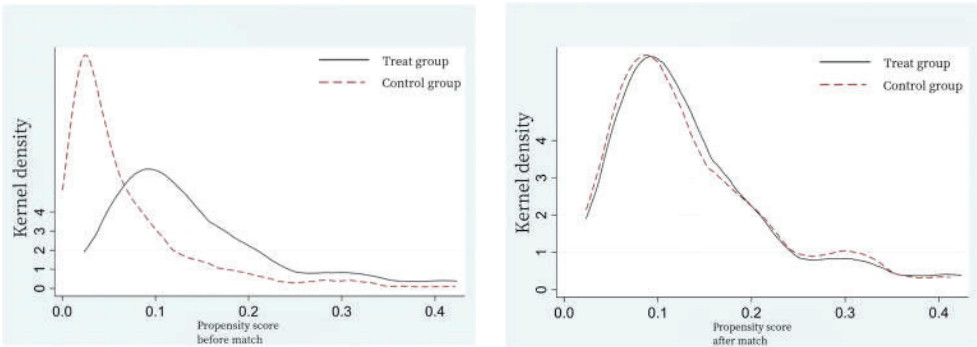 Treat group
Control group
Kernel density
4
3
2
1
0
0.0 0.1 0.2 0.3 0.4
Propensity score
before match
Treat group
Control group
Kernel density
4
3
2
1
0
0.0 0.1 0.2 0.3 0.4
Propensity score
after match